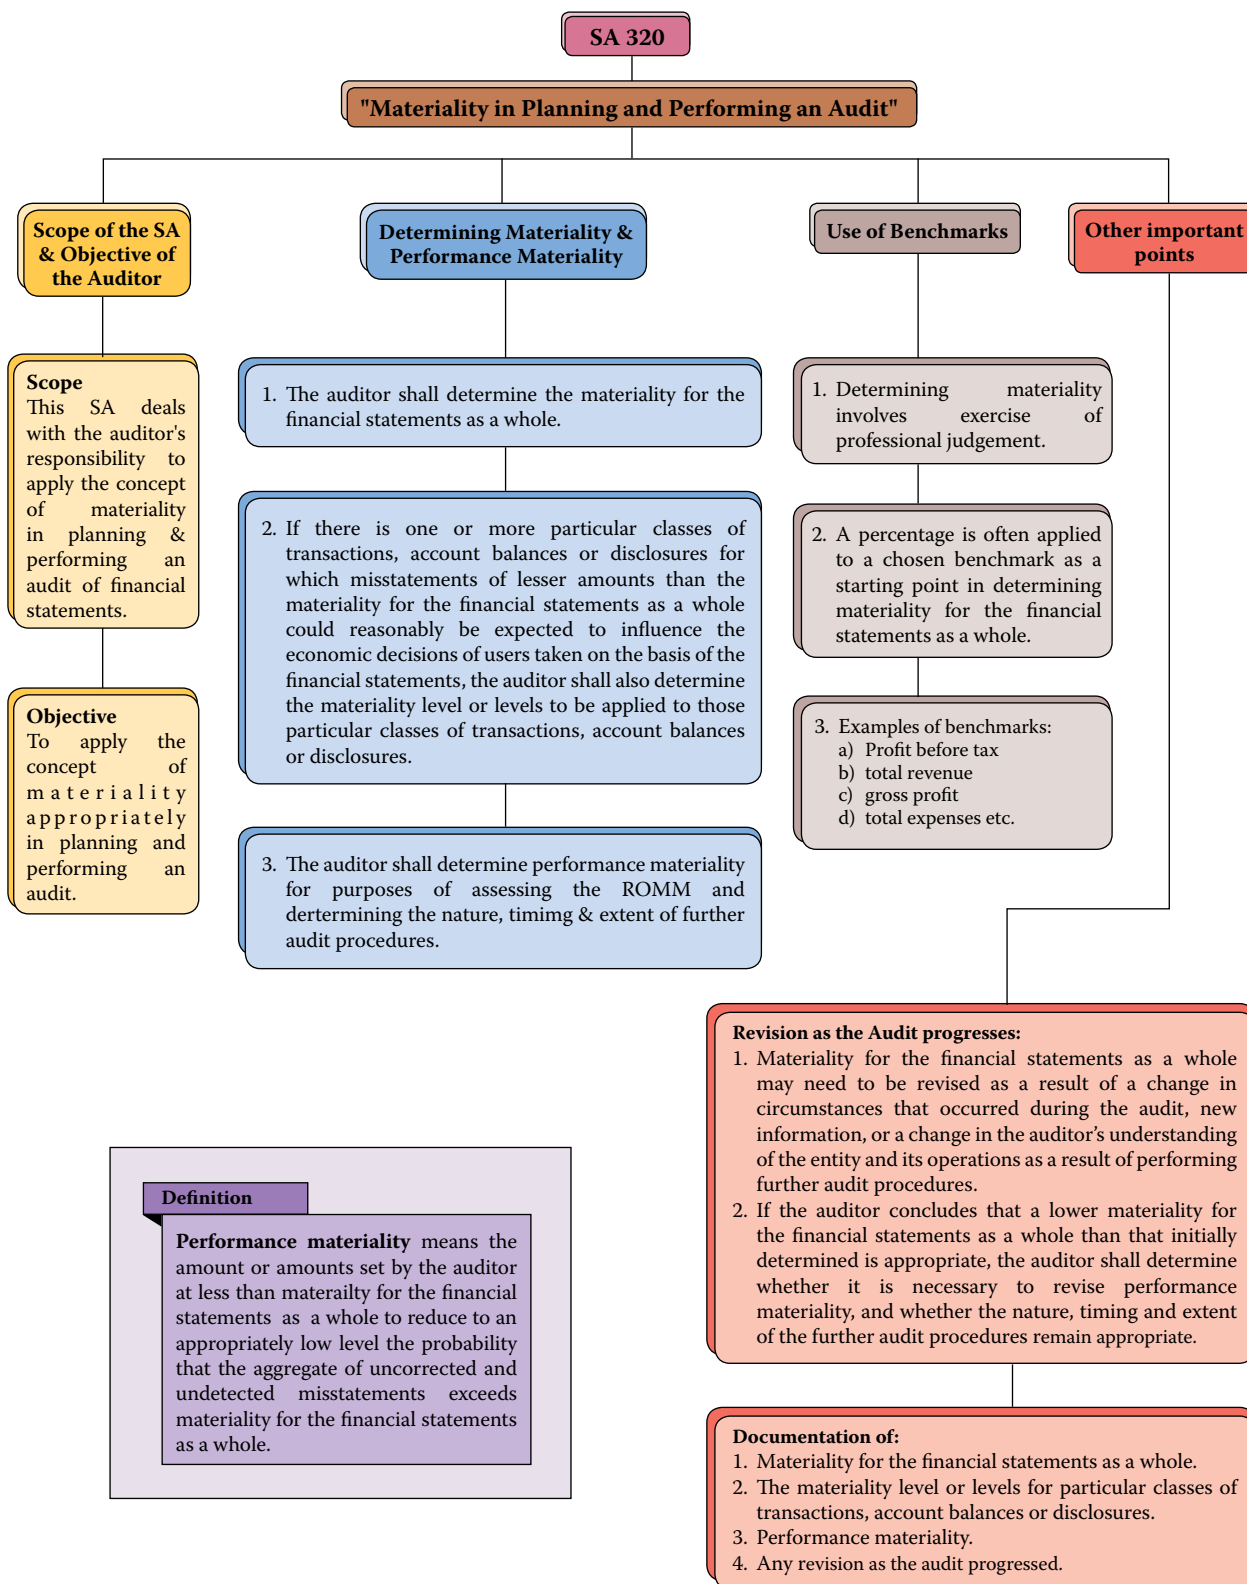 SA 320
"Materiality in Planning and Performing an Audit"
Scope of the SA
& Objective of
the Auditor
Scope
This SA deals
with the auditor's
responsibility to
apply the concept
of materiality
in planning &
performing an
audit of financial
statements.
Objective
To apply the
concept of
materiality
appropriately
in planning and
performing an
audit.
Determining Materiality &
Performance Materiality
1. The auditor shall determine the materiality for the
financial statements as a whole.
2. If there is one or more particular classes of
transactions, account balances or disclosures for
which misstatements of lesser amounts than the
materiality for the financial statements as a whole
could reasonably be expected to influence the
economic decisions of users taken on the basis of the
financial statements, the auditor shall also determine
the materiality level or levels to be applied to those
particular classes of transactions, account balances
or disclosures.
3. The auditor shall determine performance materiality
for purposes of assessing the ROMM and
dertermining the nature, timimg & extent of further
audit procedures.
Use of Benchmarks
1. Determining materiality
involves exercise of
professional judgement.
2. A percentage is often applied
to a chosen benchmark as a
starting point in determining
materiality for the financial
statements as a whole.
3. Examples of benchmarks:
a) Profit before tax
b) total revenue
c) gross profit
d) total expenses etc.
Other important
points
Revision as the Audit progresses:
1. Materiality for the financial statements as a whole
may need to be revised as a result of a change in
circumstances that occurred during the audit, new
information, or a change in the auditor’s understanding
of the entity and its operations as a result of performing
further audit procedures.
2. If the auditor concludes that a lower materiality for
the financial statements as a whole than that initially
determined is appropriate, the auditor shall determine
whether it is necessary to revise performance
materiality, and whether the nature, timing and extent
of the further audit procedures remain appropriate.
Documentation of:
1. Materiality for the financial statements as a whole.
2. The materiality level or levels for particular classes of
transactions, account balances or disclosures.
3. Performance materiality.
4. Any revision as the audit progressed.
Definition
Performance materiality means the
amount or amounts set by the auditor
at less than materailty for the financial
statements as a whole to reduce to an
appropriately low level the probability
that the aggregate of uncorrected and
undetected misstatements exceeds
materiality for the financial statements
as a whole.